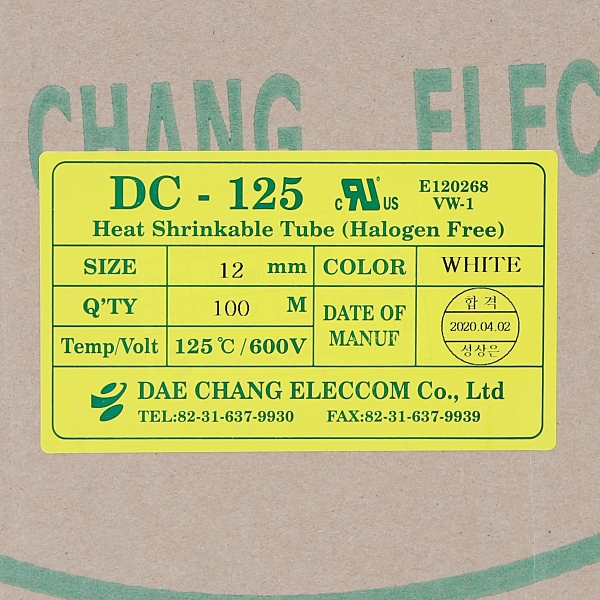 CHANG ELEC
DC - 125 c RU US E120268
VW-1
Heat Shrinkable Tube (Halogen Free)
SIZE 12 mm COLOR WHITE
Q'TY 100 M DATE OF MANUF 합격
2020.04.02
성상은
Temp/Volt 125℃/600V
DAE CHANG ELECCOM Co., Ltd
TEL:82-31-637-9930 FAX:82-31-637-9939